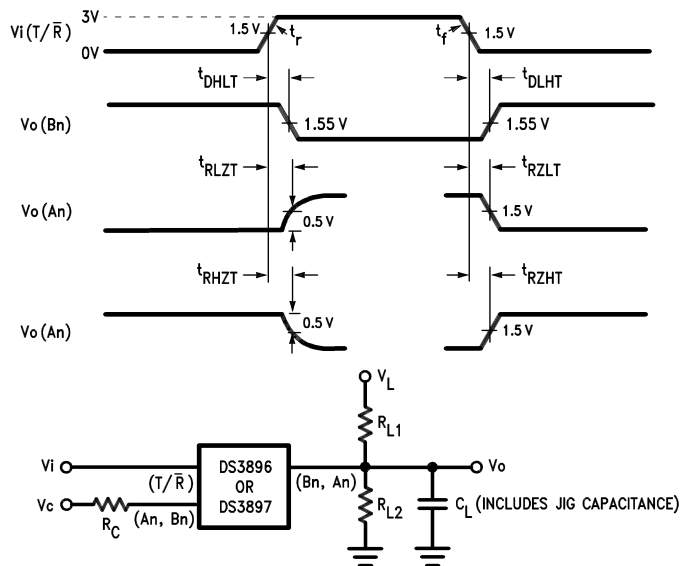 3V
Vi (T/R̅)
1.5 V
tr
tf
1.5 V
0V
tDHLT
tDLHT
Vo (Bn)
1.55 V
1.55 V
tRLZT
tRZLT
Vo (An)
0.5 V
1.5 V
tRHZT
tRZHT
Vo (An)
0.5 V
1.5 V
VL
RL1
Vi
(T/R̅)
DS3896
OR
DS3897
(Bn, An)
Vo
Vc
RC
(An, Bn)
RL2
CL (INCLUDES JIG CAPACITANCE)